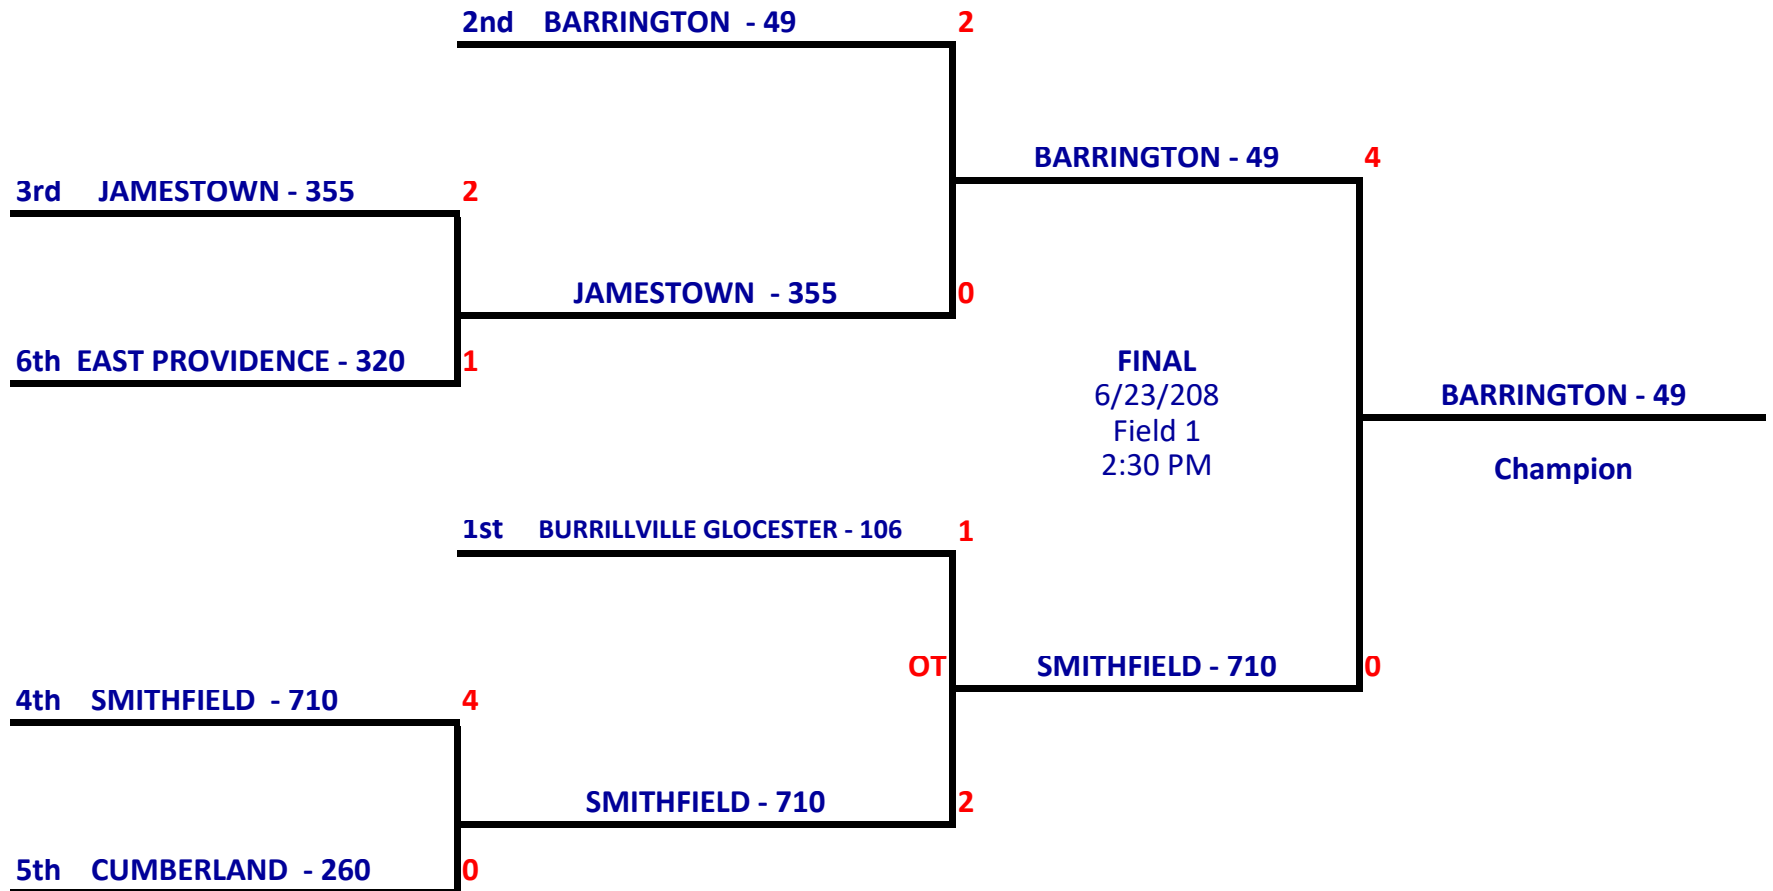 2nd BARRINGTON - 49 2
BARRINGTON - 49 4
3rd JAMESTOWN - 355 2
JAMESTOWN - 355 0
6th EAST PROVIDENCE - 320 1
FINAL
6/23/208
Field 1
2:30 PM
BARRINGTON - 49
Champion
1st BURRILLVILLE GLOCESTER - 106 1
OT SMITHFIELD - 710 0
4th SMITHFIELD - 710 4
SMITHFIELD - 710 2
5th CUMBERLAND - 260 0